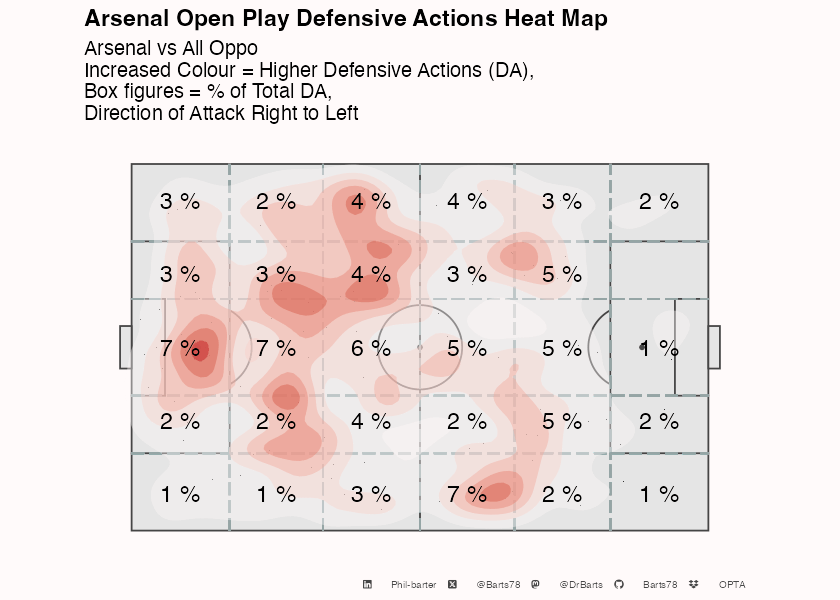 Arsenal Open Play Defensive Actions Heat Map
Arsenal vs All Oppo
Increased Colour = Higher Defensive Actions (DA),
Box figures = % of Total DA,
Direction of Attack Right to Left
3 % 2 % 4 % 4 % 3 % 2 %
3 % 3 % 4 % 3 % 5 %
7 % 7 % 6 % 5 % 5 % 1 %
2 % 2 % 4 % 2 % 5 % 2 %
1 % 1 % 3 % 7 % 2 % 1 %
Phil-barter @Barts78 @DrBarts Barts78 OPTA